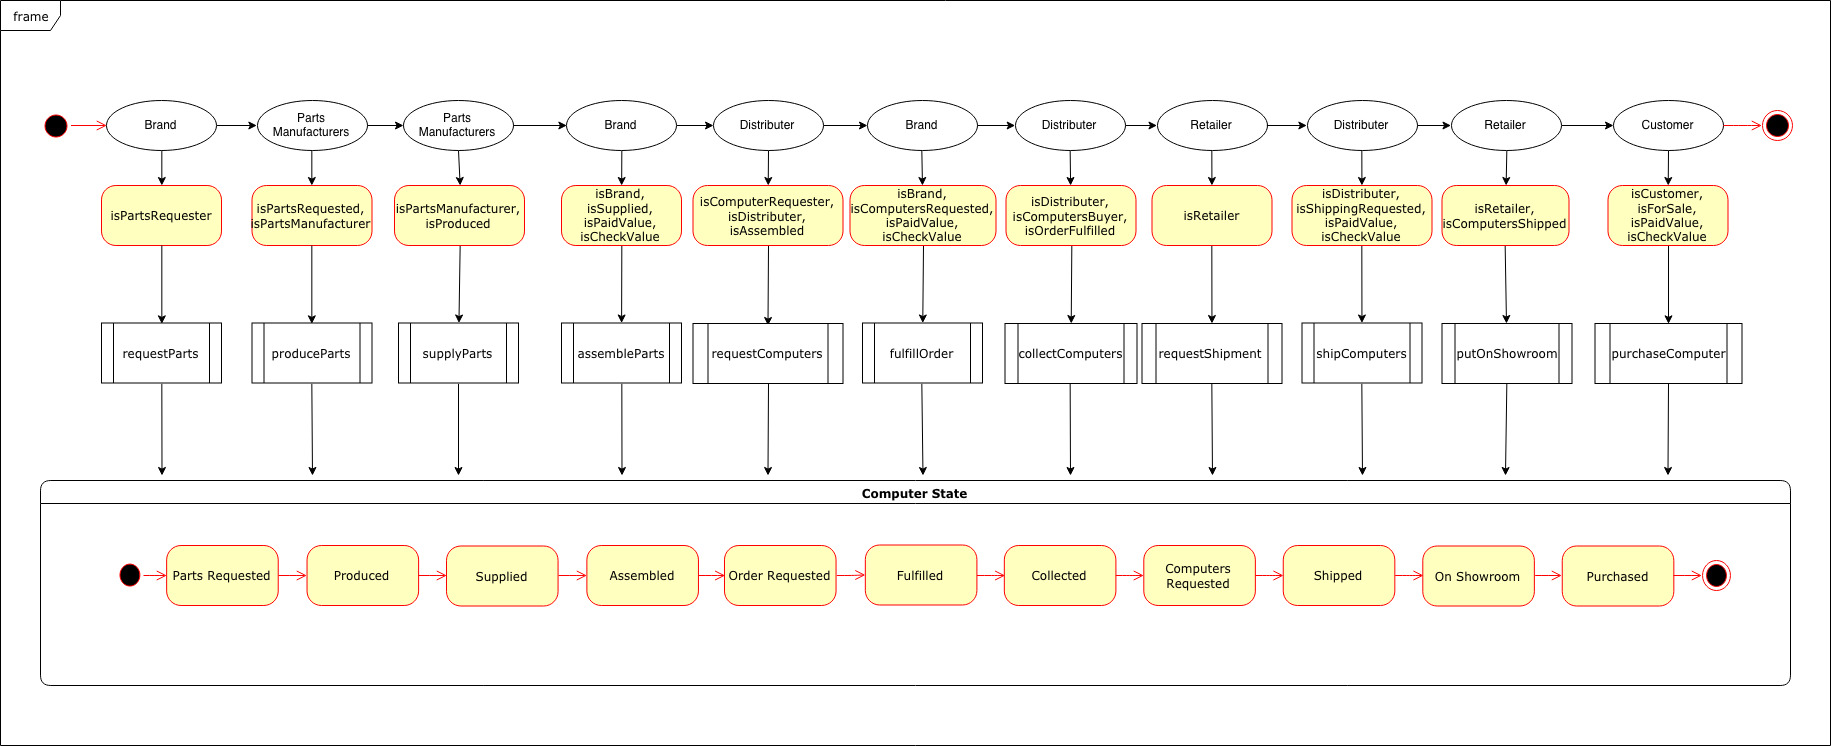 frame
Brand
Parts
Manufacturers
Parts
Manufacturers
Brand
Distributer
Brand
Distributer
Retailer
Distributer
Retailer
Customer
isPartsRequester
isPartsRequested,
isPartsManufacturer
isPartsManufacturer,
isProduced
isBrand,
isSupplied,
isPaidValue,
isCheckValue
isComputerRequester,
isDistributer,
isAssembled
isBrand,
isComputersRequested,
isPaidValue,
isCheckValue
isDistributer,
isComputersBuyer,
isOrderFulfilled
isRetailer
isDistributer,
isShippingRequested,
isPaidValue,
isCheckValue
isRetailer,
isComputersShipped
isCustomer,
isForSale,
isPaidValue,
isCheckValue
requestParts
produceParts
supplyParts
assembleParts
requestComputers
fulfillOrder
collectComputers
requestShipment
shipComputers
putOnShowroom
purchaseComputer
Computer State
Parts Requested
Produced
Supplied
Assembled
Order Requested
Fulfilled
Collected
Computers
Requested
Shipped
On Showroom
Purchased